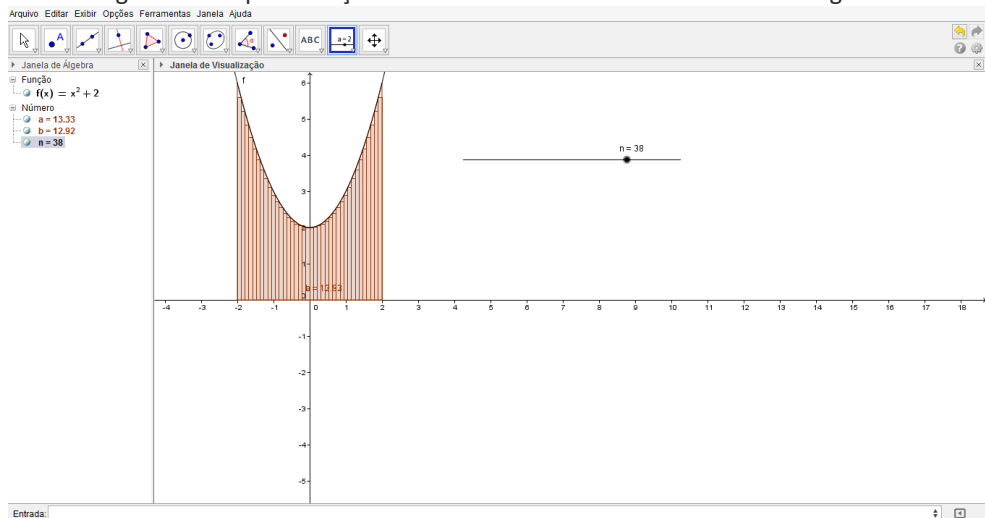 Arquivo Editar Exibir Opções Ferramentas Janela Ajuda
A
α
ABC
a=2
Janela de Álgebra
Janela de Visualização
Função
f(x) = x² + 2
Número
a = 13.33
b = 12.92
n = 38
f
n = 38
b = 12.92
6
5
4
3
2
1
0
-4 -3 -2 -1 0 1 2 3 4 5 6 7 8 9 10 11 12 13 14 15 16 17 18
-1
-2
-3
-4
-5
Entrada: